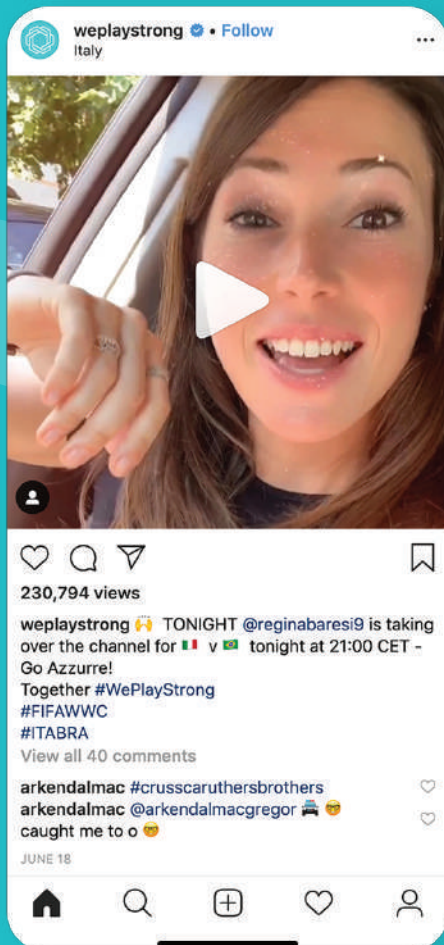 weplaystrong • Follow
Italy
230,794 views
weplaystrong 🙌 TONIGHT @reginabaresi9 is taking
over the channel for 🇮🇹 v 🇧🇷 tonight at 21:00 CET -
Go Azzurre!
Together #WePlayStrong
#FIFAWWC
#ITABRA
View all 40 comments
arkendalmac #crusscaruthersbrothers
arkendalmac @arkendalmacgregor 🚔 🤓
caught me to o 🤓
JUNE 18